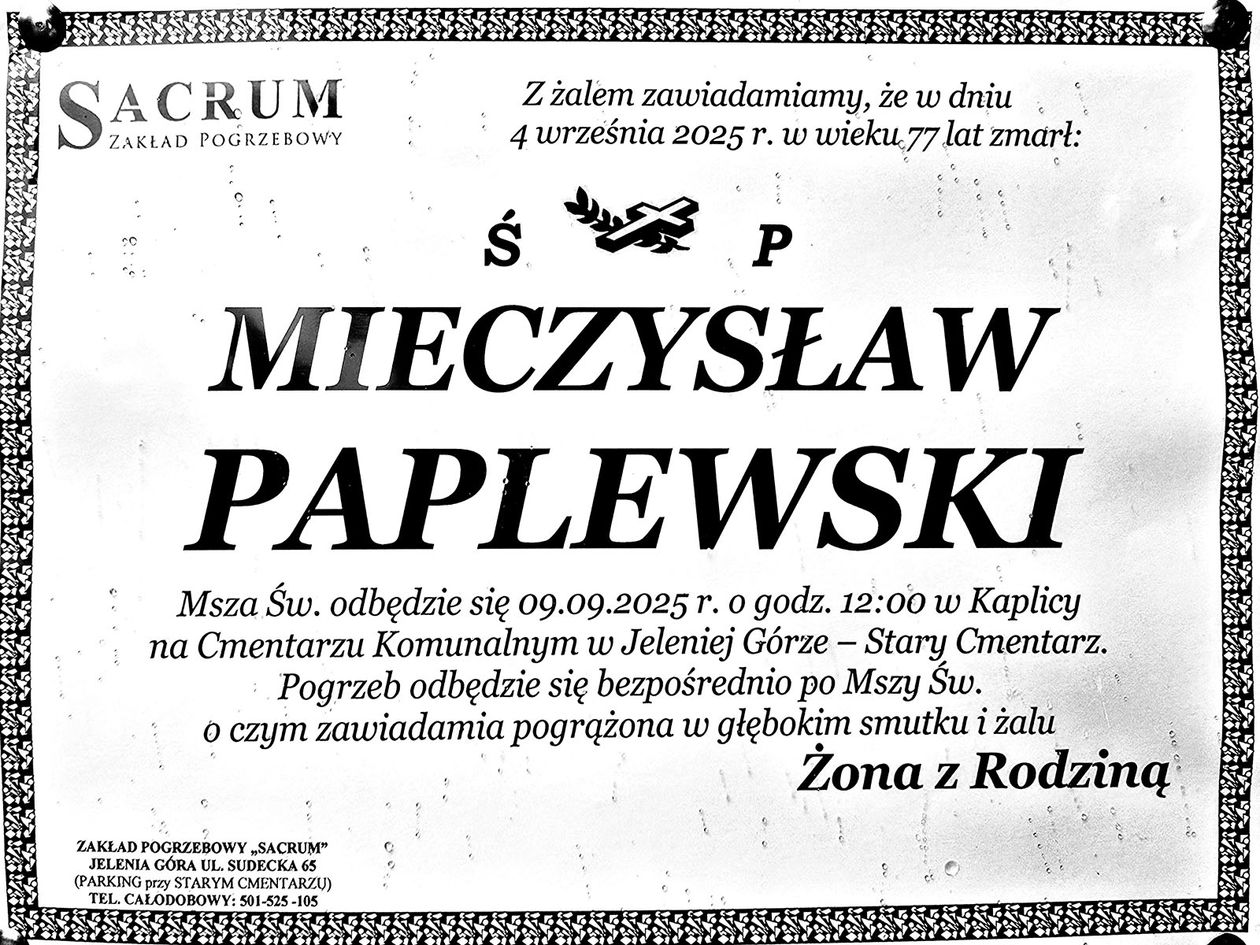 SACRUM
ZAKŁAD POGRZEBOWY
Z żalem zawiadamiamy, że w dniu
4 września 2025 r. w wieku 77 lat zmarł:
Ś P
MIECZYSŁAW
PAPLEWSKI
Msza Św. odbędzie się 09.09.2025 r. o godz. 12:00 w Kaplicy
na Cmentarzu Komunalnym w Jeleniej Górze – Stary Cmentarz.
Pogrzeb odbędzie się bezpośrednio po Mszy Św.
o czym zawiadamia pogrążona w głębokim smutku i żalu
Żona z Rodziną
ZAKŁAD POGRZEBOWY „SACRUM”
JELENIA GÓRA UL. SUDECKA 65
(PARKING przy STARYM CMENTARZU)
TEL. CAŁODOBOWY: 501-525 -105